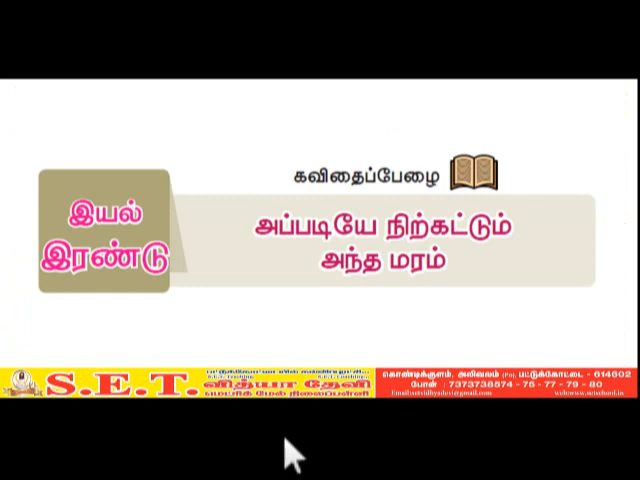 கவிதைப்பேழை
இயல்
இரண்டு
அப்படியே நிற்கட்டும்
அந்த மரம்
S.E.T. வித்யா தேவி
மெட்ரிக் மேல் நிலைப்பள்ளி
கொண்டிக்குளம், அலிவலம் (Po), பட்டுக்கோட்டை - 614602
போன் : 7373738574 - 75 - 77 - 79 - 80